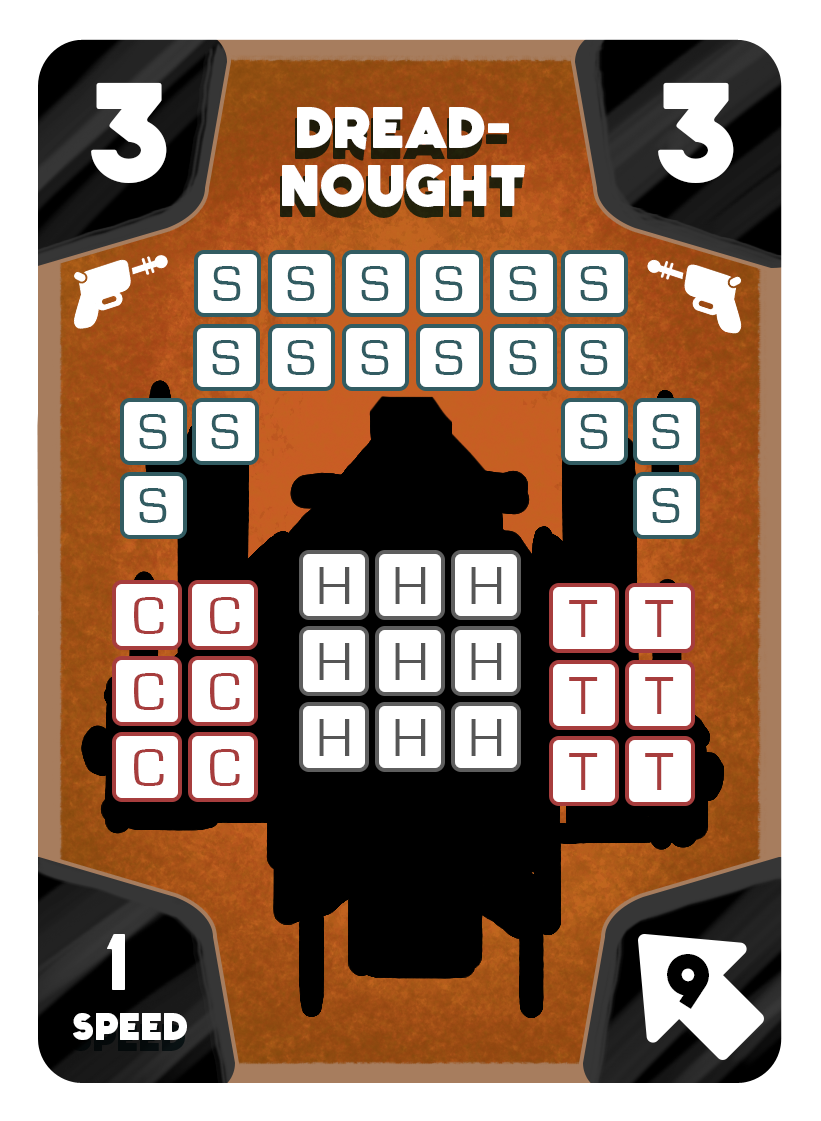 3 3
DREAD-
NOUGHT
S S S S S S
S S S S S S
S S S S
S S
C C H H H T T
C C H H H T T
C C H H H T T
1 9
SPEED